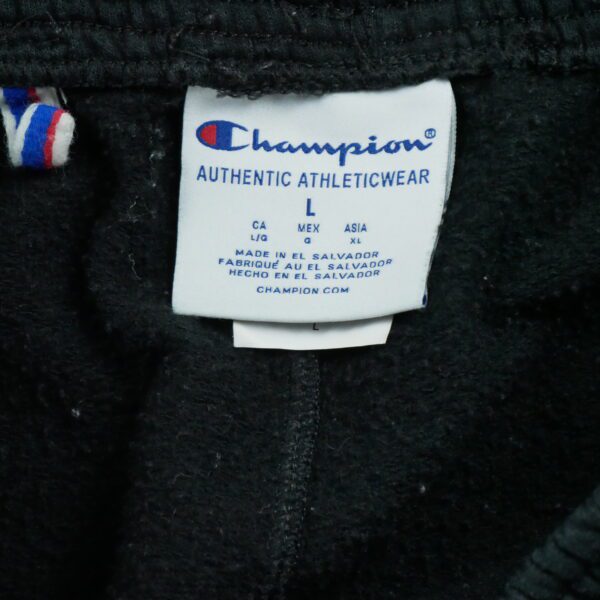 Champion®
AUTHENTIC ATHLETICWEAR
L
CA MEX ASIA
L/G G XL
MADE IN EL SALVADOR
FABRIQUÉ AU EL SALVADOR
HECHO EN EL SALVADOR
CHAMPION.COM
L